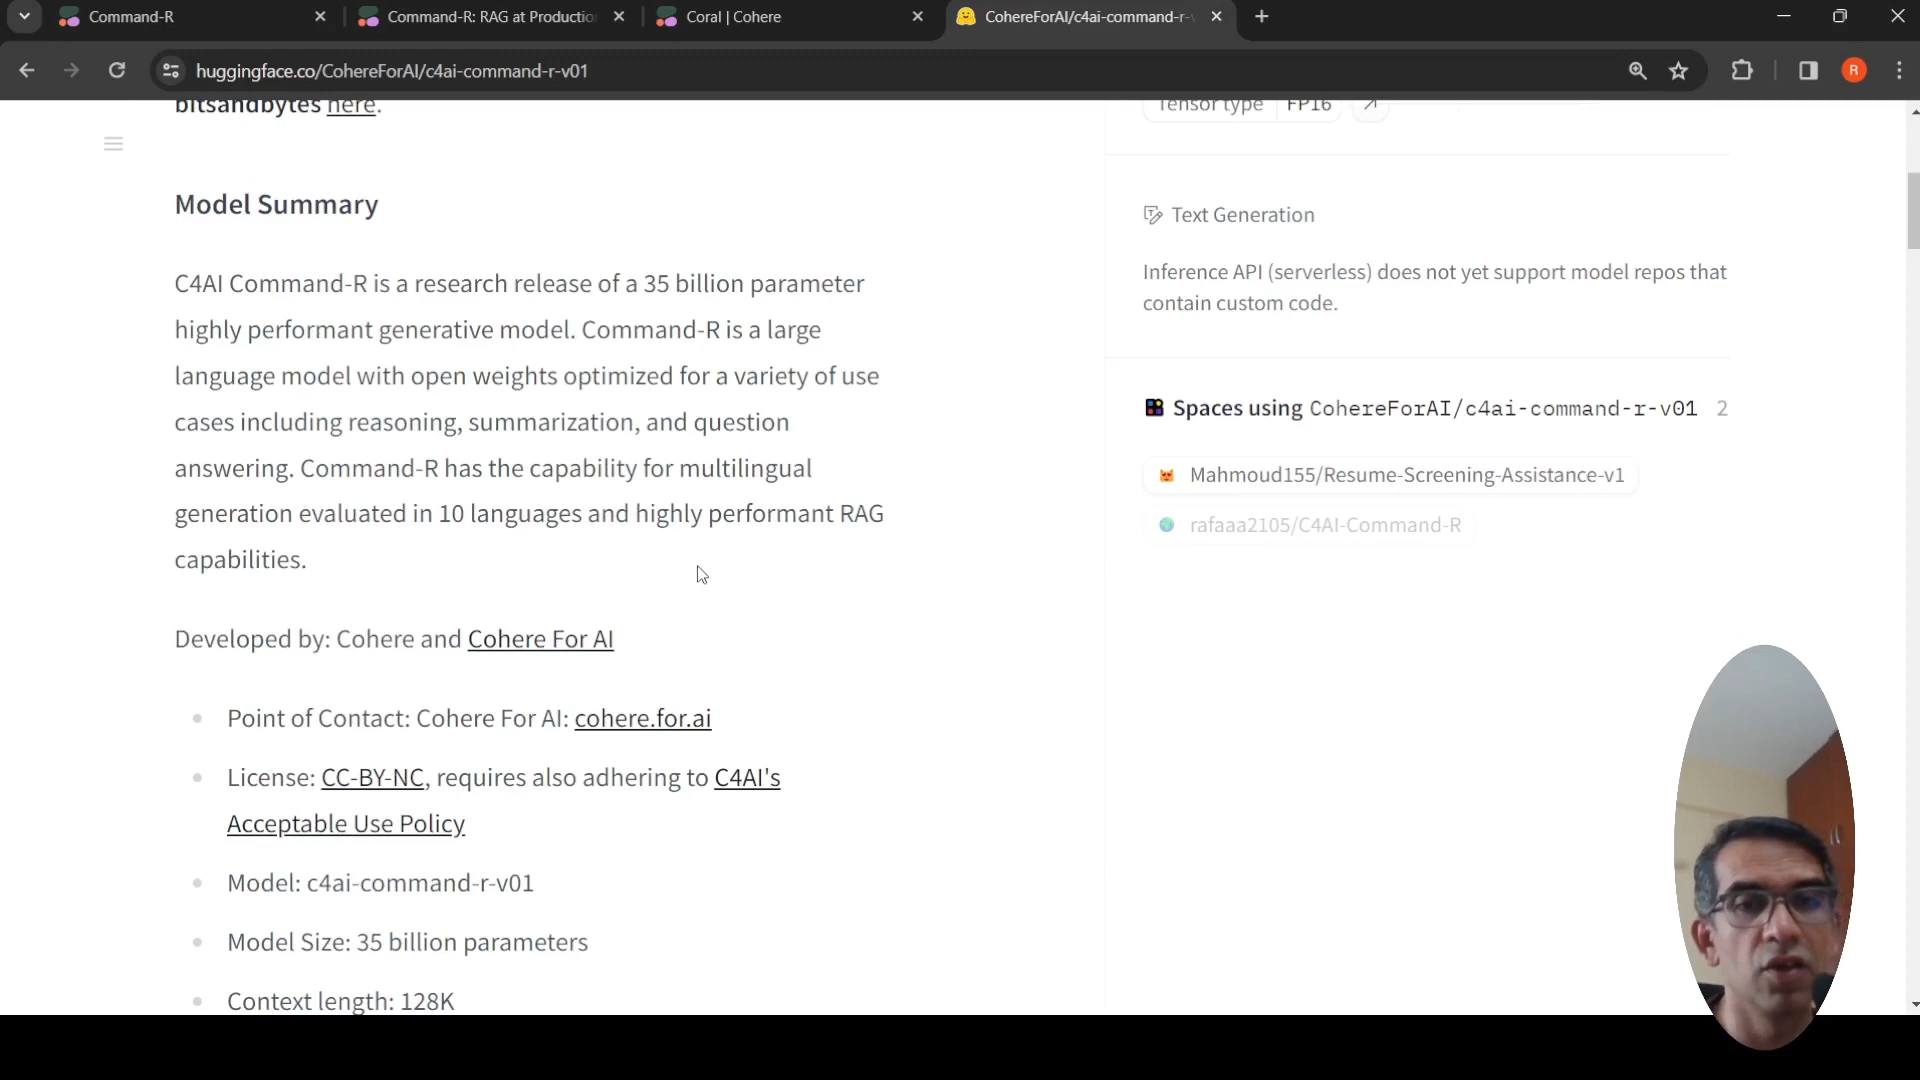 Command-R
Command-R: RAG at Productio
Coral | Cohere
CohereForAI/c4ai-command-r-v
huggingface.co/CohereForAI/c4ai-command-r-v01
R
bitsandbytes here.
Tensor type FP16
Model Summary
C4AI Command-R is a research release of a 35 billion parameter
highly performant generative model. Command-R is a large
language model with open weights optimized for a variety of use
cases including reasoning, summarization, and question
answering. Command-R has the capability for multilingual
generation evaluated in 10 languages and highly performant RAG
capabilities.
Developed by: Cohere and Cohere For AI
Point of Contact: Cohere For AI: cohere.for.ai
License: CC-BY-NC, requires also adhering to C4AI's
Acceptable Use Policy
Model: c4ai-command-r-v01
Model Size: 35 billion parameters
Context length: 128K
Text Generation
Inference API (serverless) does not yet support model repos that
contain custom code.
Spaces using CohereForAI/c4ai-command-r-v01 2
Mahmoud155/Resume-Screening-Assistance-v1
rafaaa2105/C4AI-Command-R